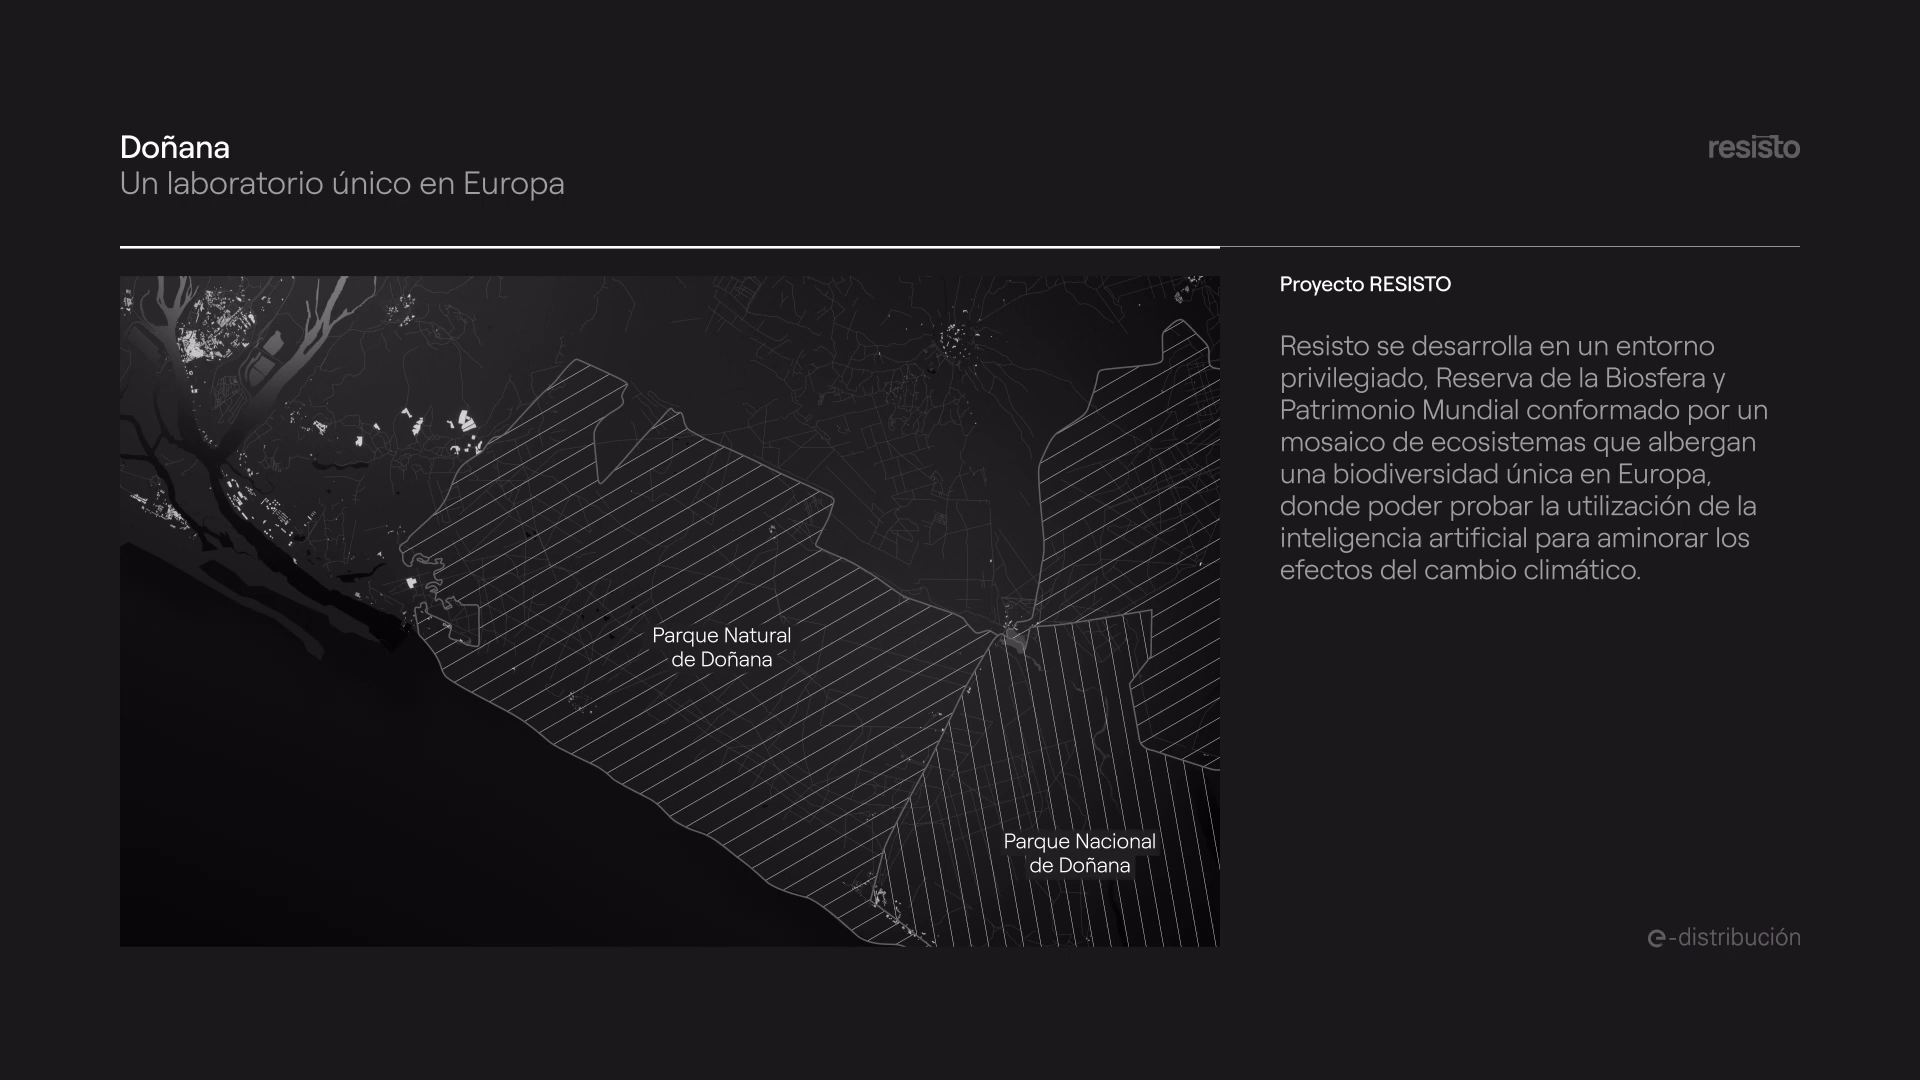 Doñana
Un laboratorio único en Europa
resisto
Proyecto RESISTO
Resisto se desarrolla en un entorno
privilegiado, Reserva de la Biosfera y
Patrimonio Mundial conformado por un
mosaico de ecosistemas que albergan
una biodiversidad única en Europa,
donde poder probar la utilización de la
inteligencia artificial para aminorar los
efectos del cambio climático.
Parque Natural
de Doñana
Parque Nacional
de Doñana
e-distribución